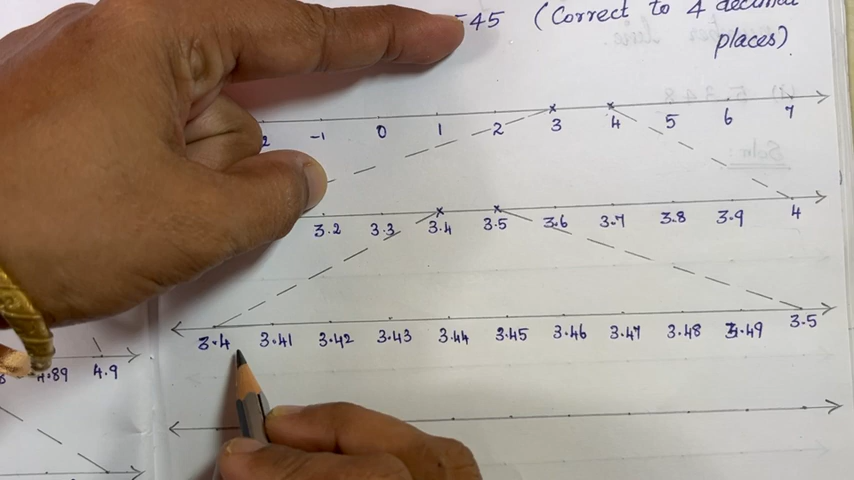 45 (Correct to 4 decimal
places)
2 -1 0 1 2 3 4 5 6 7
3.2 3.3 3.4 3.5 3.6 3.7 3.8 3.9 4
3.4 3.41 3.42 3.43 3.44 3.45 3.46 3.47 3.48 3.49 3.5
4.89 4.9